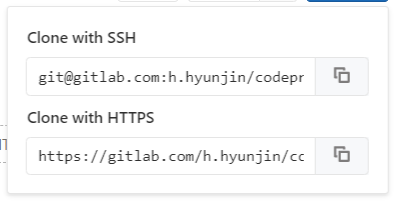 Clone with SSH
git@gitlab.com:h.hyunjin/codepr
Clone with HTTPS
https://gitlab.com/h.hyunjin/cc